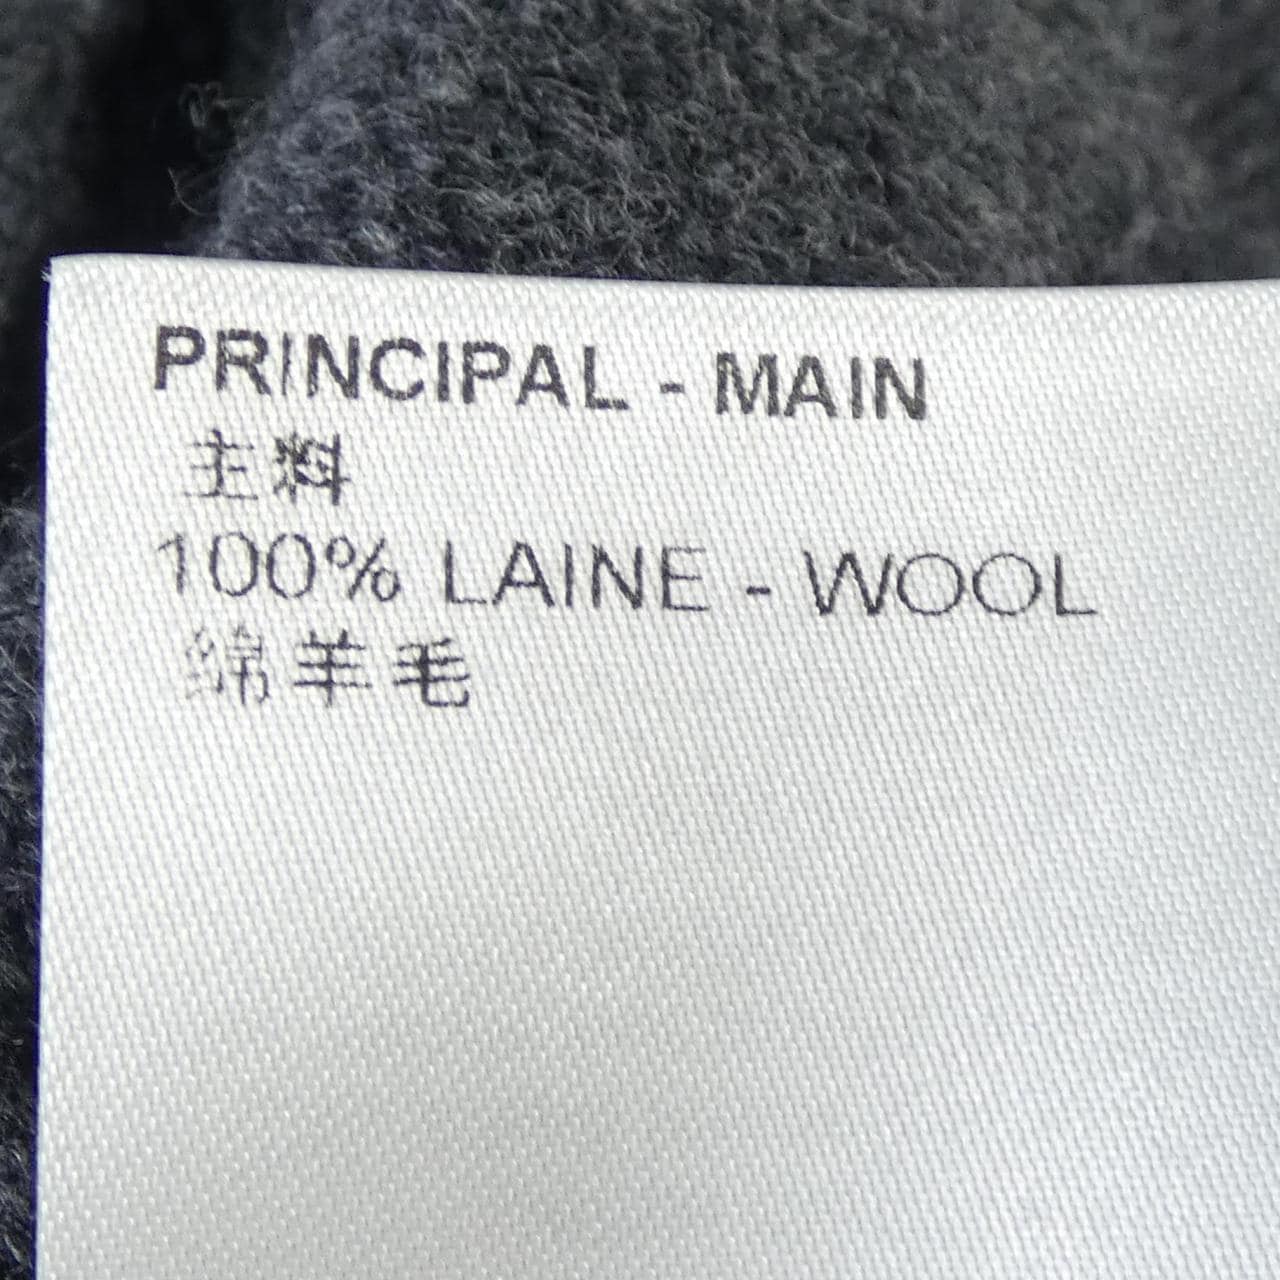 PRINCIPAL - MAIN
主料
100% LAINE - WOOL
绵羊毛